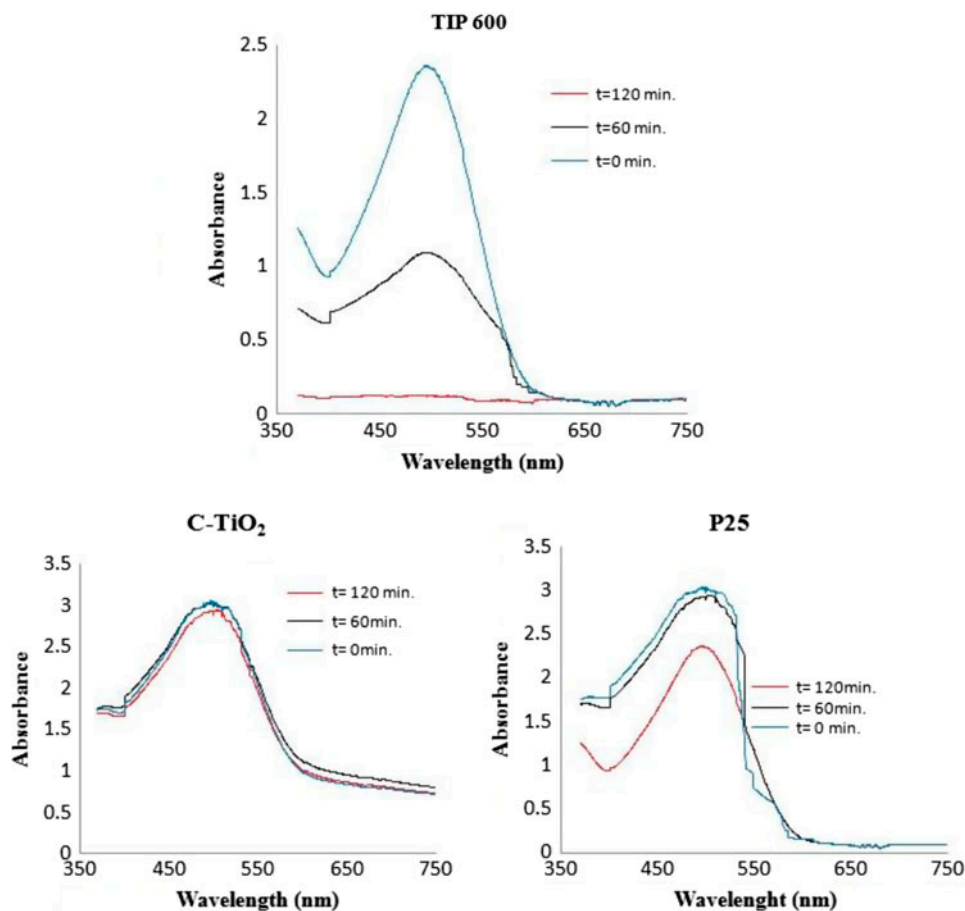 TIP 600
2.5
2
1.5
1
0.5
0
350 450 550 650 750
Absorbance
Wavelength (nm)
t=120 min.
t=60 min.
t=0 min.
C-TiO₂
3.5
3
2.5
2
1.5
1
0.5
0
350 450 550 650 750
Absorbance
Wavelength (nm)
t= 120 min.
t= 60min.
t= 0min.
P25
3.5
3
2.5
2
1.5
1
0.5
0
350 450 550 650 750
Absorbance
Wavelenght (nm)
t= 120min.
t= 60min.
t= 0 min.